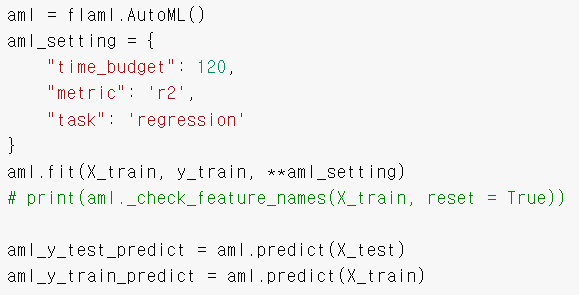 aml = flaml.AutoML()
aml_setting = {
    "time_budget": 120,
    "metric": 'r2',
    "task": 'regression'
}
aml.fit(X_train, y_train, **aml_setting)
# print(aml._check_feature_names(X_train, reset = True))

aml_y_test_predict = aml.predict(X_test)
aml_y_train_predict = aml.predict(X_train)